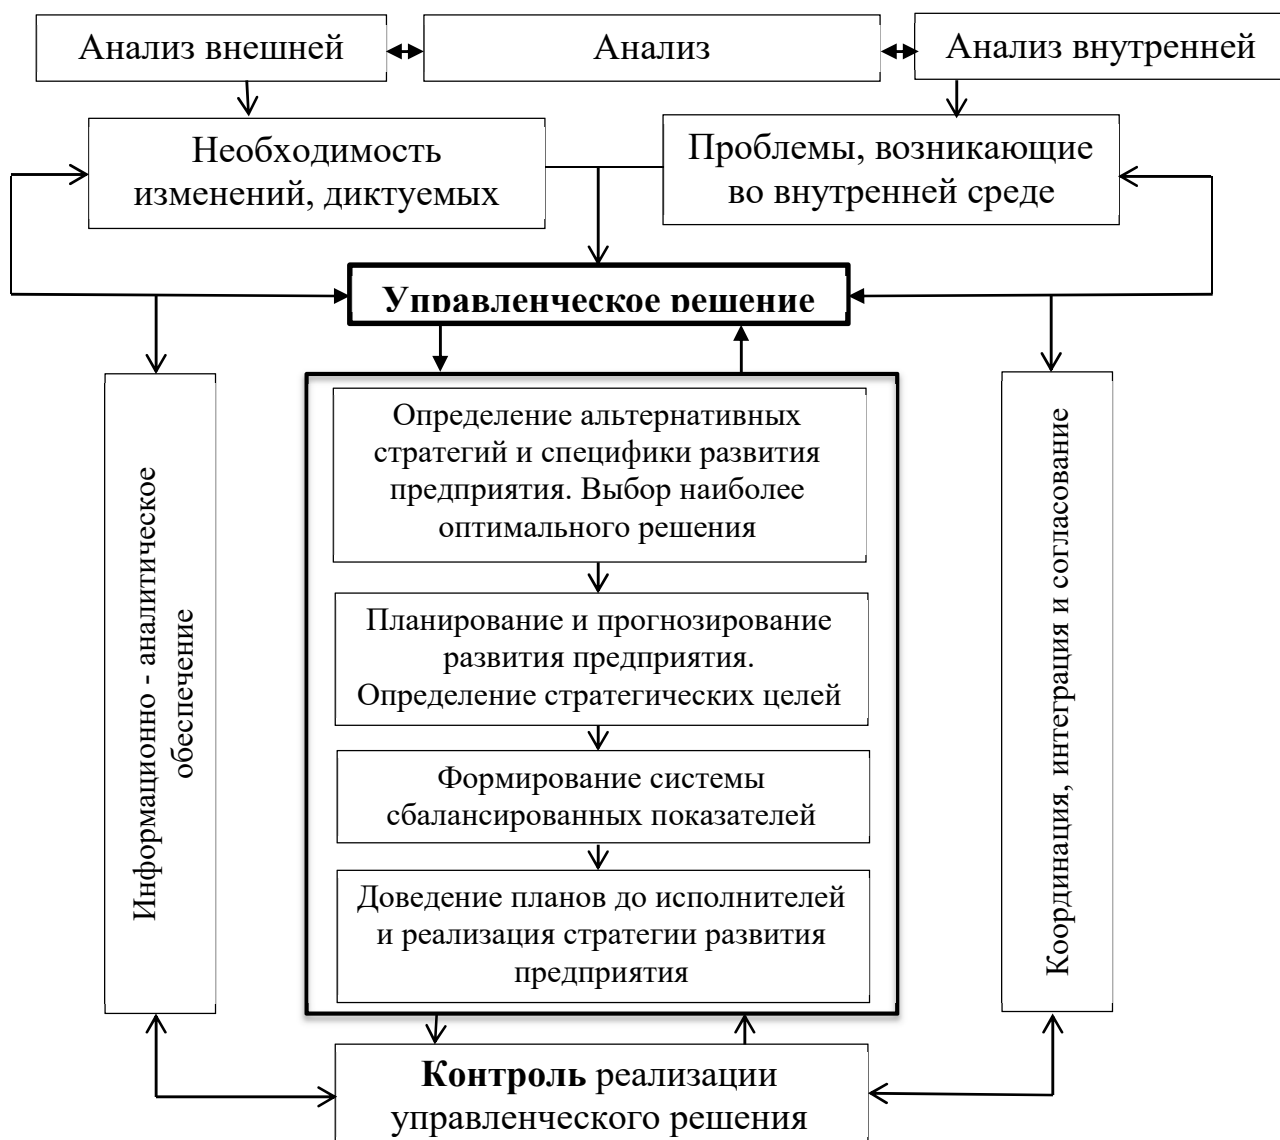 Анализ внешней
Анализ
Анализ внутренней
Необходимость
изменений, диктуемых
Проблемы, возникающие
во внутренней среде
Управленческое решение
Информационно - аналитическое
обеспечение
Определение альтернативных
стратегий и специфики развития
предприятия. Выбор наиболее
оптимального решения
Планирование и прогнозирование
развития предприятия.
Определение стратегических целей
Формирование системы
сбалансированных показателей
Доведение планов до исполнителей
и реализация стратегии развития
предприятия
Координация, интеграция и согласование
Контроль реализации
управленческого решения